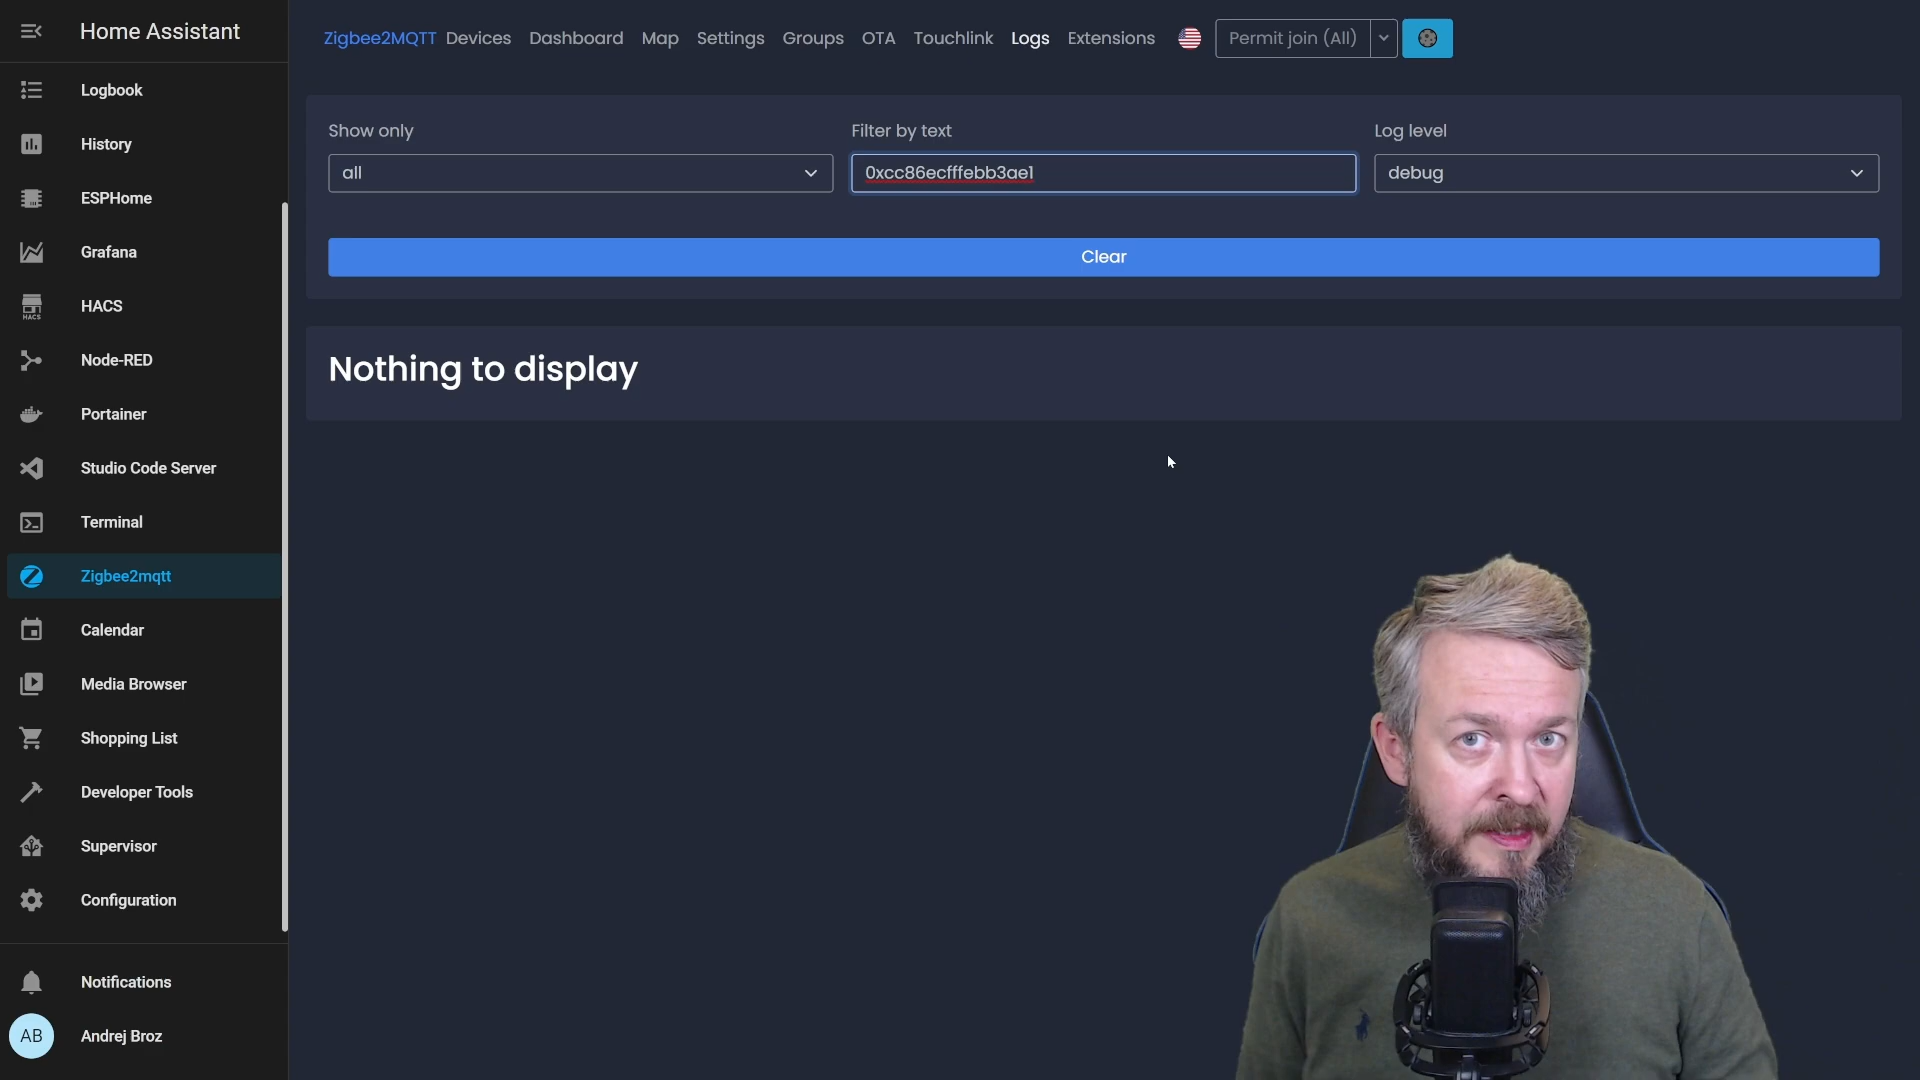 Home Assistant
Logbook
History
ESPHome
Grafana
HACS
HACS
Node-RED
Portainer
Studio Code Server
Terminal
Zigbee2mqtt
Calendar
Media Browser
Shopping List
Developer Tools
Supervisor
Configuration
Notifications
AB Andrej Broz
Zigbee2MQTT Devices Dashboard Map Settings Groups OTA Touchlink Logs Extensions Permit join (All)
Show only Filter by text Log level
all 0xcc86ecfffebb3ae1 debug
Clear
Nothing to display